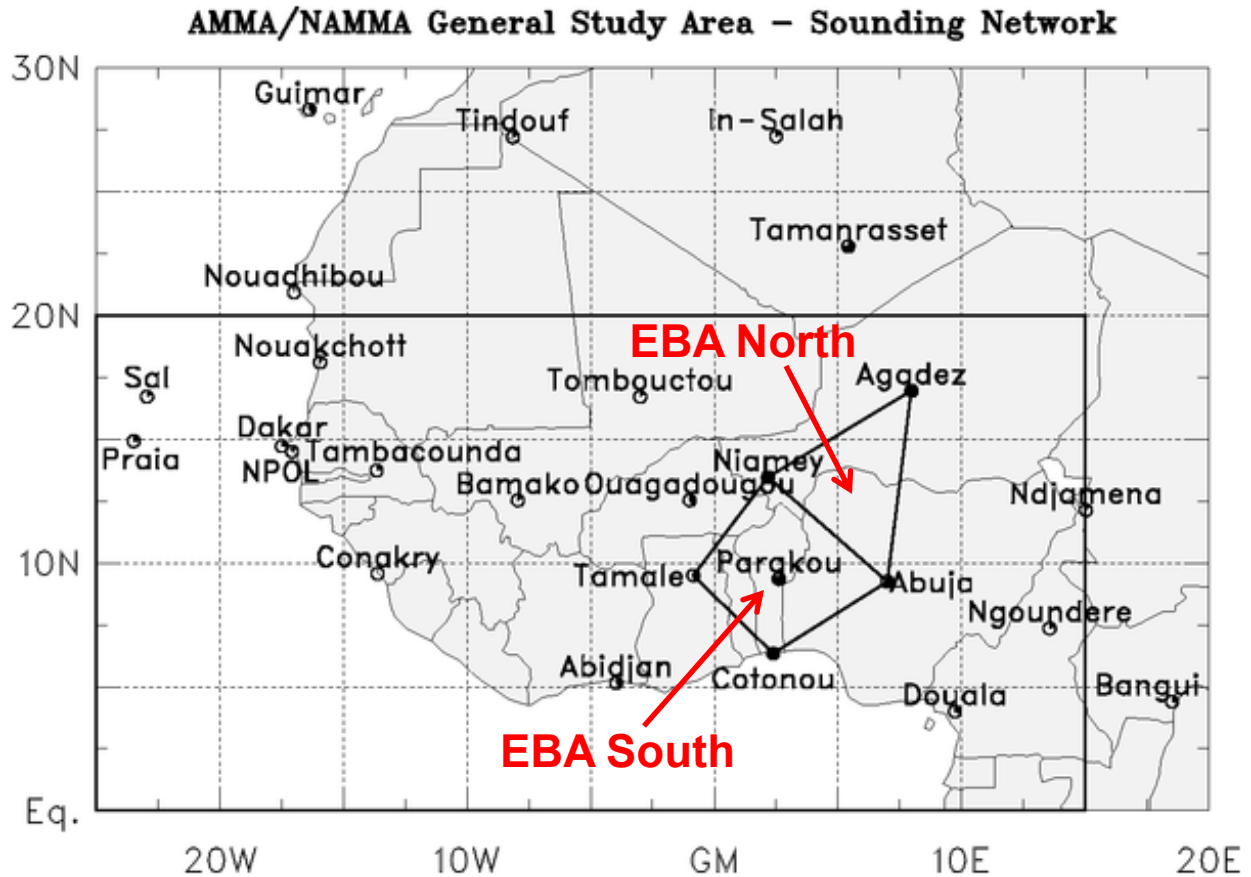 AMMA/NAMMA General Study Area – Sounding Network
30N
Guimar
Tindouf
In-Salah
Tamanrasset
Nouadhibou
20N
EBA North
Nouakchott
Sal
Tombouctou
Agadez
Dakar
Praia
NPOL
Tambacounda
Niamey
Bamako
Ouagadougou
Ndjamena
10N
Conakry
Tamale
Parakou
Abuja
Ngoundere
Abidjan
Cotonou
Douala
Bangui
EBA South
Eq.
20W 10W GM 10E 20E